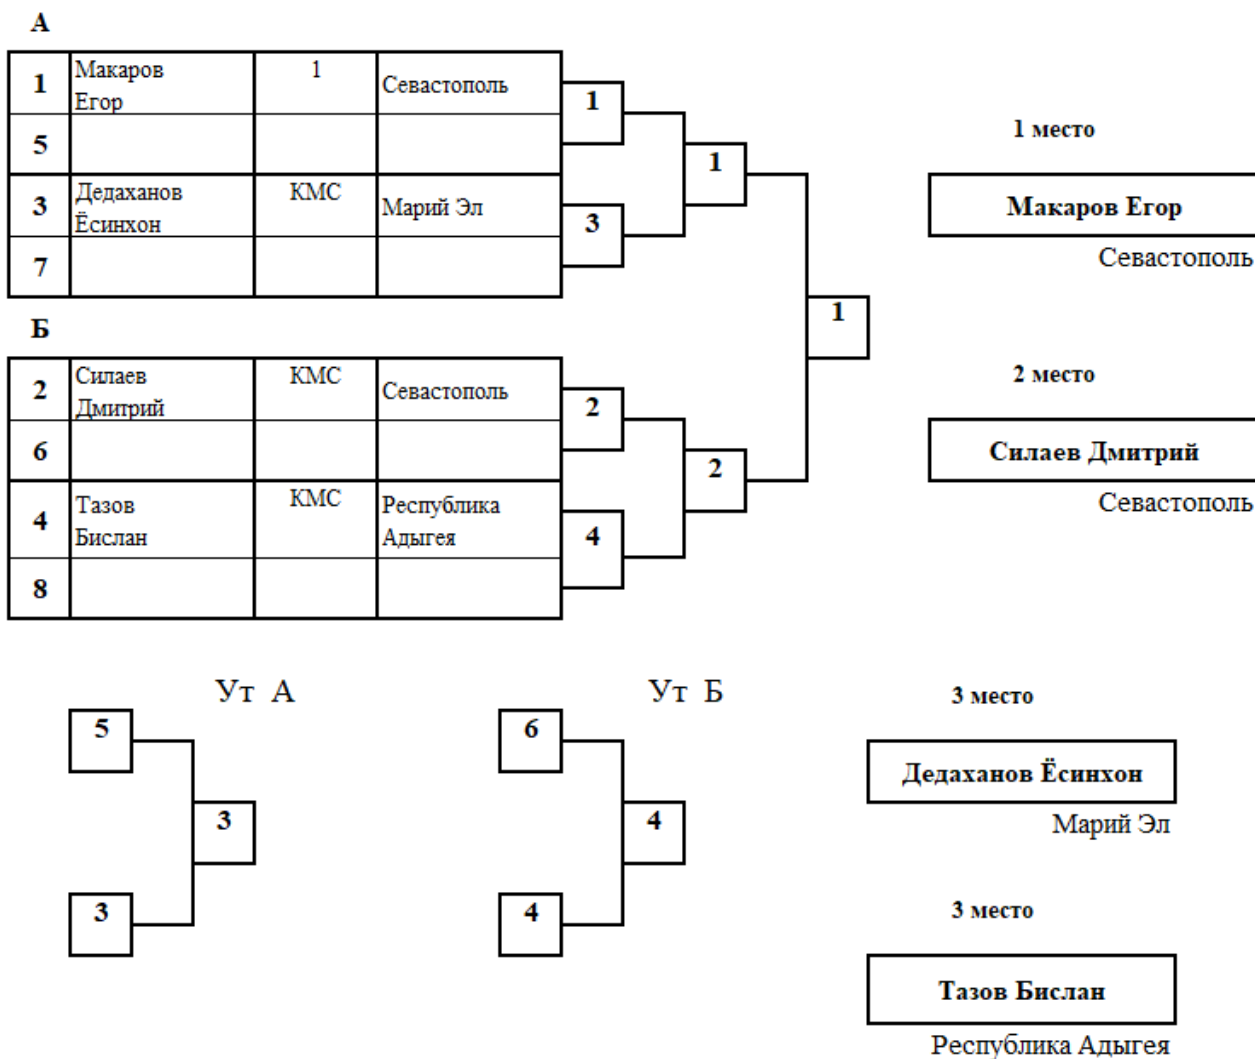 А
1 Макаров Егор 1 Севастополь
5
3 Дедаханов Ёсинхон КМС Марий Эл
7
1
3
1
1
Б
2 Силаев Дмитрий КМС Севастополь
6
4 Тазов Бислан КМС Республика Адыгея
8
2
4
2
1 место
Макаров Егор
Севастополь
2 место
Силаев Дмитрий
Севастополь
Ут А
5
3
3
Ут Б
6
4
4
3 место
Дедаханов Ёсинхон
Марий Эл
3 место
Тазов Бислан
Республика Адыгея